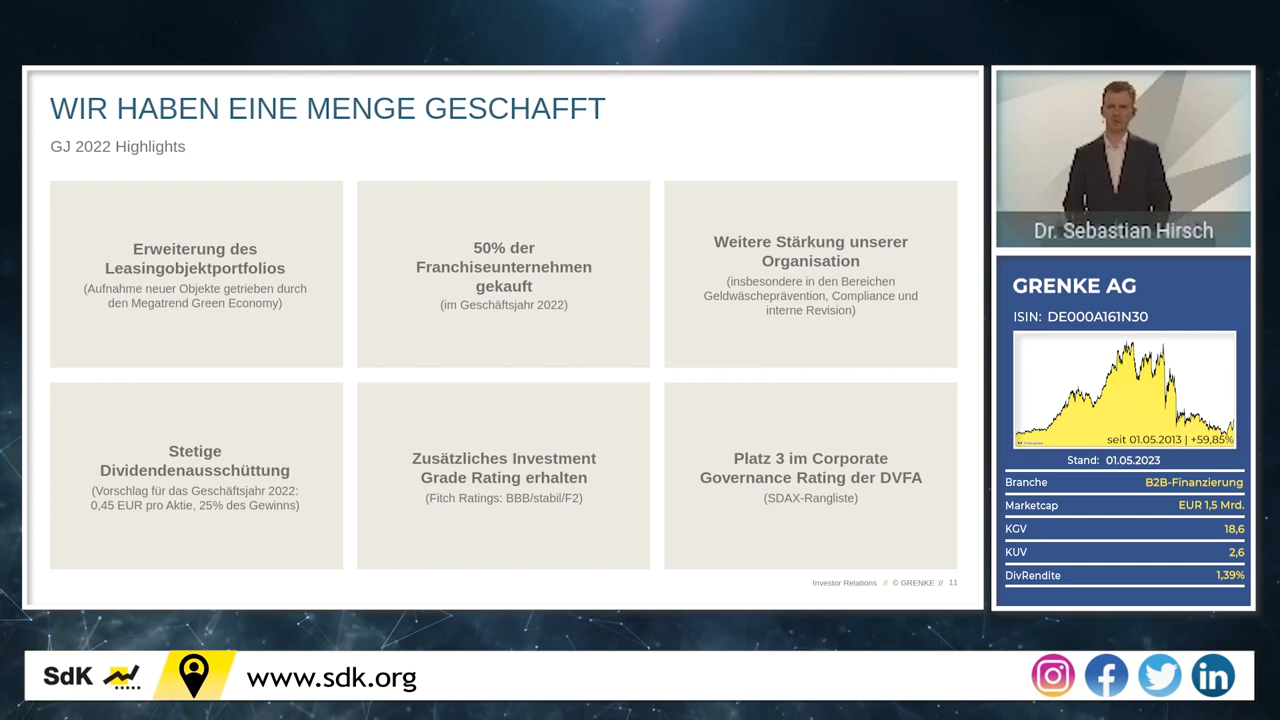 WIR HABEN EINE MENGE GESCHAFFT
GJ 2022 Highlights
Erweiterung des
Leasingobjektportfolios
(Aufnahme neuer Objekte getrieben durch
den Megatrend Green Economy)
50% der
Franchiseunternehmen
gekauft
(im Geschäftsjahr 2022)
Weitere Stärkung unserer
Organisation
(insbesondere in den Bereichen
Geldwäscheprävention, Compliance und
interne Revision)
Stetige
Dividendenausschüttung
(Vorschlag für das Geschäftsjahr 2022:
0,45 EUR pro Aktie, 25% des Gewinns)
Zusätzliches Investment
Grade Rating erhalten
(Fitch Ratings: BBB/stabil/F2)
Platz 3 im Corporate
Governance Rating der DVFA
(SDAX-Rangliste)
Investor Relations // © GRENKE // 11
Dr. Sebastian Hirsch
GRENKE AG
ISIN: DE000A161N30
seit 01.05.2013 | +59,85%
Stand: 01.05.2023
Branche B2B-Finanzierung
Marketcap EUR 1,5 Mrd.
KGV 18,6
KUV 2,6
DivRendite 1,39%
SdK
www.sdk.org